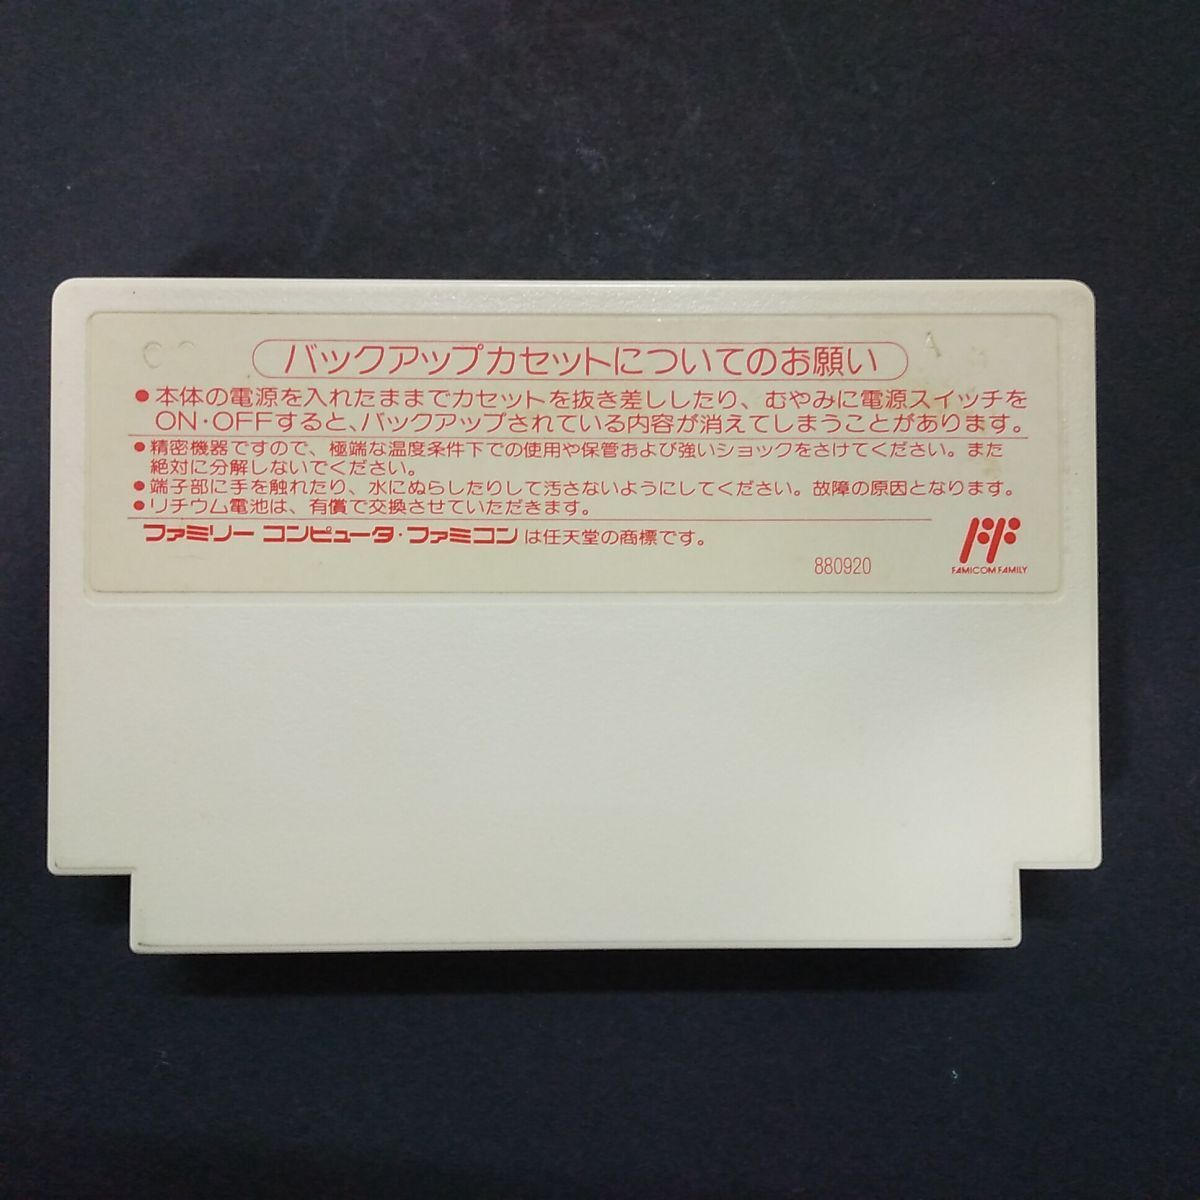 バックアップカセットについてのお願い
●本体の電源を入れたままでカセットを抜き差ししたり、むやみに電源スイッチを
ON・OFFすると、バックアップされている内容が消えてしまうことがあります。
●精密機器ですので、極端な温度条件下での使用や保管および強いショックをさけてください。また
絶対に分解しないでください。
●端子部に手を触れたり、水にぬらしたりして汚さないようにしてください。故障の原因となります。
●リチウム電池は、有償で交換させていただきます。
ファミリー コンピュータ・ファミコンは任天堂の商標です。
880920
FAMICOM FAMILY